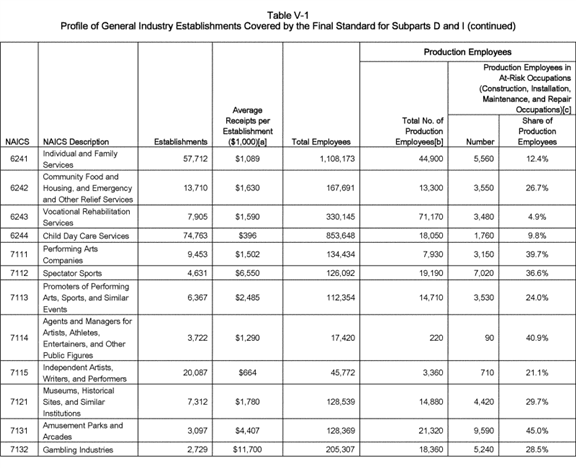 Table V-1
Profile of General Industry Establishments Covered by the Final Standard for Subparts D and I (continued)
Production Employees
Production Employees in
At-Risk Occupations
(Construction, Installation,
Maintenance, and Repair
Occupations)[c]
NAICS NAICS Description Establishments Average
Receipts per
Establishment
($1,000)[a] Total Employees Total No. of
Production
Employees[b] Number Share of
Production
Employees
6241 Individual and Family
Services 57,712 $1,089 1,108,173 44,900 5,560 12.4%
6242 Community Food and
Housing, and Emergency
and Other Relief Services 13,710 $1,630 167,691 13,300 3,550 26.7%
6243 Vocational Rehabilitation
Services 7,905 $1,590 330,145 71,170 3,480 4.9%
6244 Child Day Care Services 74,763 $396 853,648 18,050 1,760 9.8%
7111 Performing Arts
Companies 9,453 $1,502 134,434 7,930 3,150 39.7%
7112 Spectator Sports 4,631 $6,550 126,092 19,190 7,020 36.6%
7113 Promoters of Performing
Arts, Sports, and Similar
Events 6,367 $2,485 112,354 14,710 3,530 24.0%
7114 Agents and Managers for
Artists, Athletes,
Entertainers, and Other
Public Figures 3,722 $1,290 17,420 220 90 40.9%
7115 Independent Artists,
Writers, and Performers 20,087 $664 45,772 3,360 710 21.1%
7121 Museums, Historical
Sites, and Similar
Institutions 7,312 $1,780 128,539 14,880 4,420 29.7%
7131 Amusement Parks and
Arcades 3,097 $4,407 128,369 21,320 9,590 45.0%
7132 Gambling Industries 2,729 $11,700 205,307 18,360 5,240 28.5%